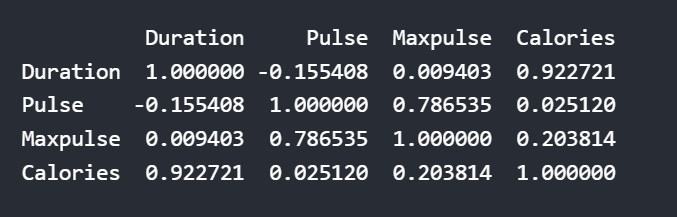 Duration Pulse Maxpulse Calories
Duration 1.000000 -0.155408 0.009403 0.922721
Pulse -0.155408 1.000000 0.786535 0.025120
Maxpulse 0.009403 0.786535 1.000000 0.203814
Calories 0.922721 0.025120 0.203814 1.000000